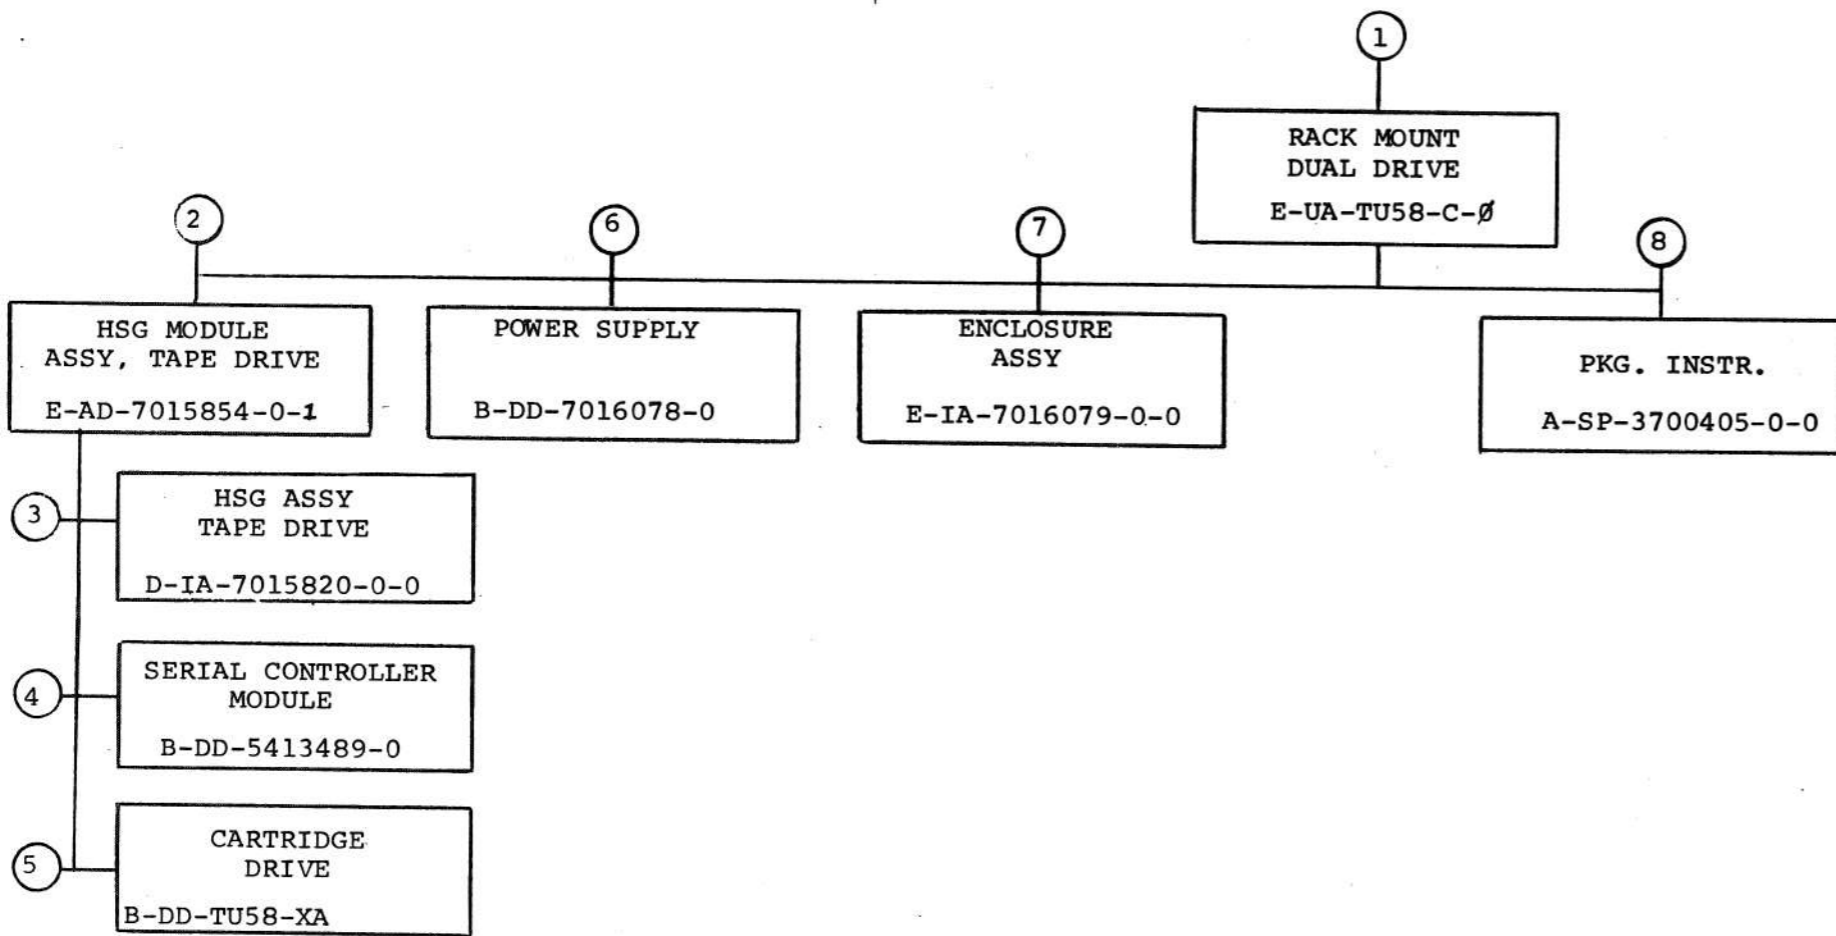 1
RACK MOUNT
DUAL DRIVE
E-UA-TU58-C-Ø
2
6
7
8
HSG MODULE
ASSY, TAPE DRIVE
E-AD-7015854-0-1
POWER SUPPLY
B-DD-7016078-0
ENCLOSURE
ASSY
E-IA-7016079-0-0
PKG. INSTR.
A-SP-3700405-0-0
3
HSG ASSY
TAPE DRIVE
D-IA-7015820-0-0
4
SERIAL CONTROLLER
MODULE
B-DD-5413489-0
5
CARTRIDGE
DRIVE
B-DD-TU58-XA